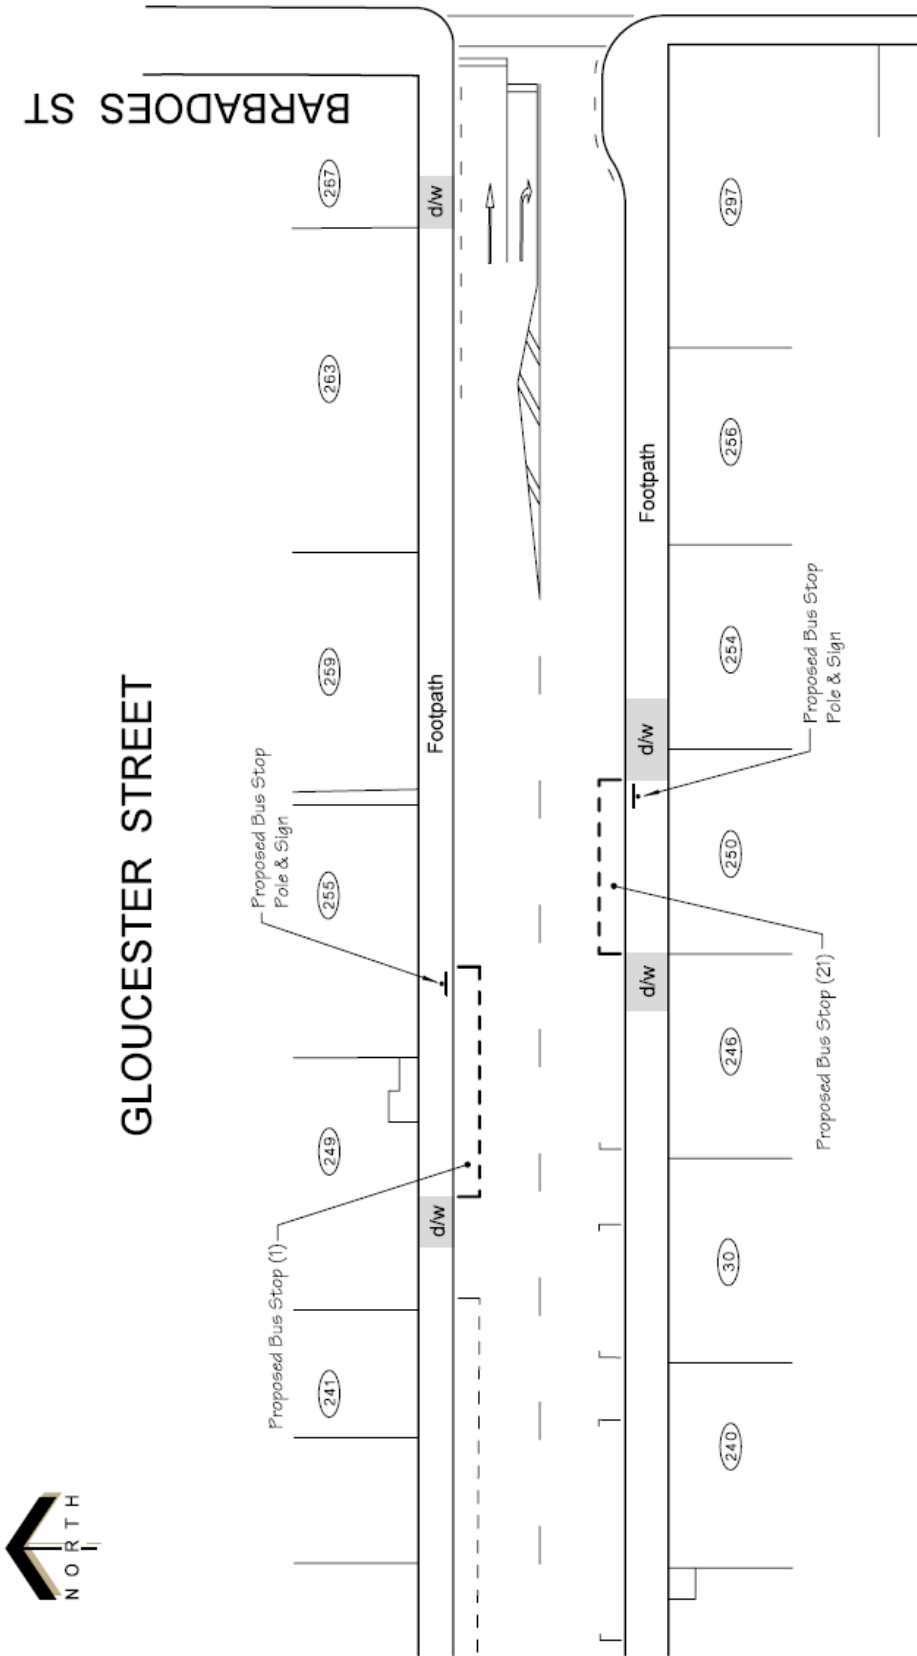 BARBADOES ST
GLOUCESTER STREET
NORTH
267
263
259
255
249
241
d/w
Footpath
d/w
Proposed Bus Stop
Pole & Sign
Proposed Bus Stop (1)
Footpath
d/w
d/w
Proposed Bus Stop
Pole & Sign
Proposed Bus Stop (21)
297
256
254
250
246
30
240